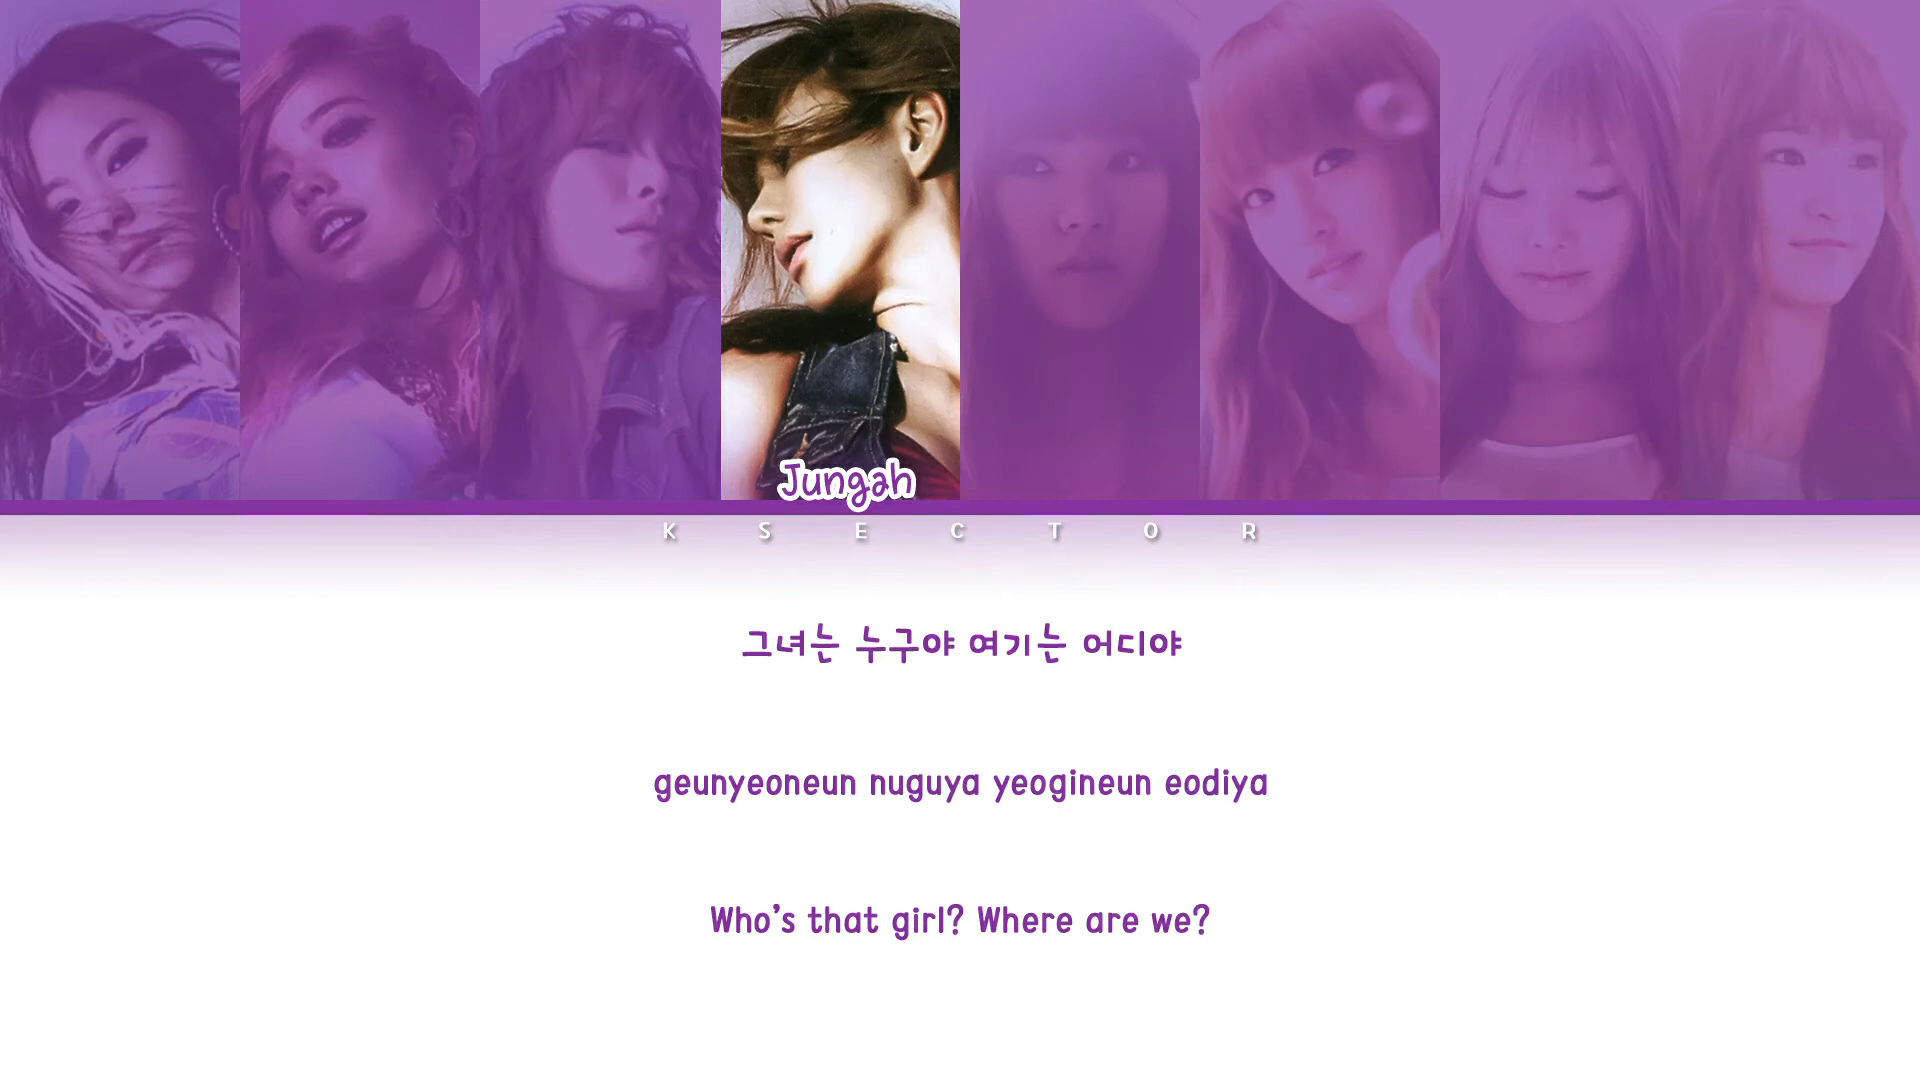 Jungah
K S E C T O R
그녀는 누구야 여기는 어디야
geunyeoneun nuguya yeogineun eodiya
Who's that girl? Where are we?